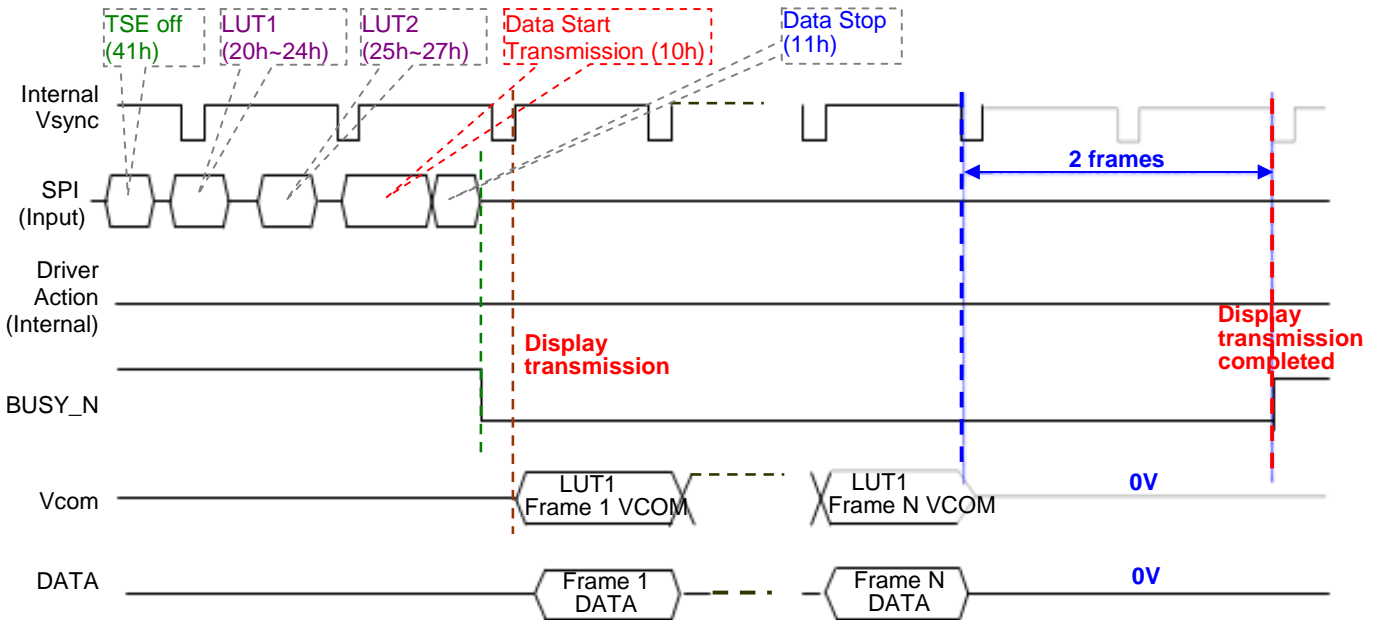 TSE off
(41h)
LUT1
(20h~24h)
LUT2
(25h~27h)
Data Start
Transmission (10h)
Data Stop
(11h)
Internal
Vsync
2 frames
SPI
(Input)
Driver
Action
(Internal)
Display
transmission
Display
transmission
completed
BUSY_N
Vcom
LUT1
Frame 1 VCOM
LUT1
Frame N VCOM
0V
DATA
Frame 1
DATA
Frame N
DATA
0V